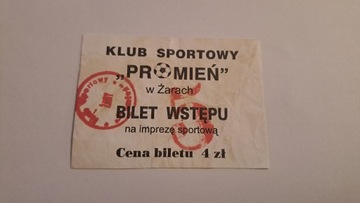 KLUB SPORTOWY
„PROMIEŃ”
w Żarach
BILET WSTĘPU
na imprezę sportową
Cena biletu 4 zł